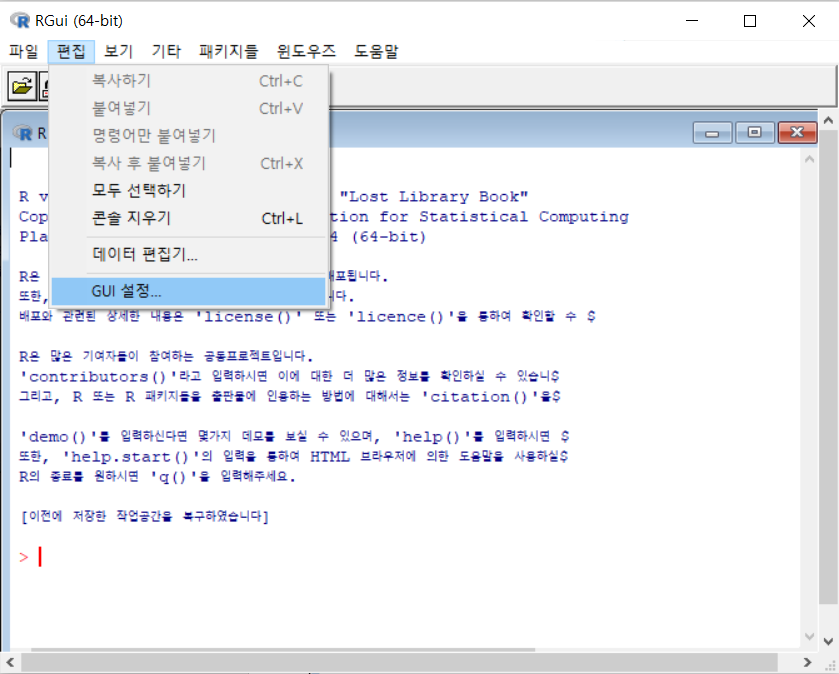 RGui (64-bit)
파일 편집 보기 기타 패키지들 윈도우즈 도움말
복사하기 Ctrl+C
붙여넣기 Ctrl+V
명령어만 붙여넣기
복사 후 붙여넣기 Ctrl+X
모두 선택하기
콘솔 지우기 Ctrl+L
데이터 편집기...
GUI 설정...
R
R v "Lost Library Book"
Cop tion for Statistical Computing
Pla 4 (64-bit)
R은 배포됩니다.
또한, 다.
배포와 관련된 상세한 내용은 'license()' 또는 'licence()'을 통하여 확인할 수 $
R은 많은 기여자들이 참여하는 공동프로젝트입니다.
'contributors()'라고 입력하시면 이에 대한 더 많은 정보를 확인하실 수 있습니$
그리고, R 또는 R 패키지들을 출판물에 인용하는 방법에 대해서는 'citation()'을$
'demo()'를 입력하신다면 몇가지 데모를 보실 수 있으며, 'help()'를 입력하시면 $
또한, 'help.start()'의 입력을 통하여 HTML 브라우저에 의한 도움말을 사용하실$
R의 종료를 원하시면 'q()'을 입력해주세요.
[이전에 저장한 작업공간을 복구하였습니다]
>